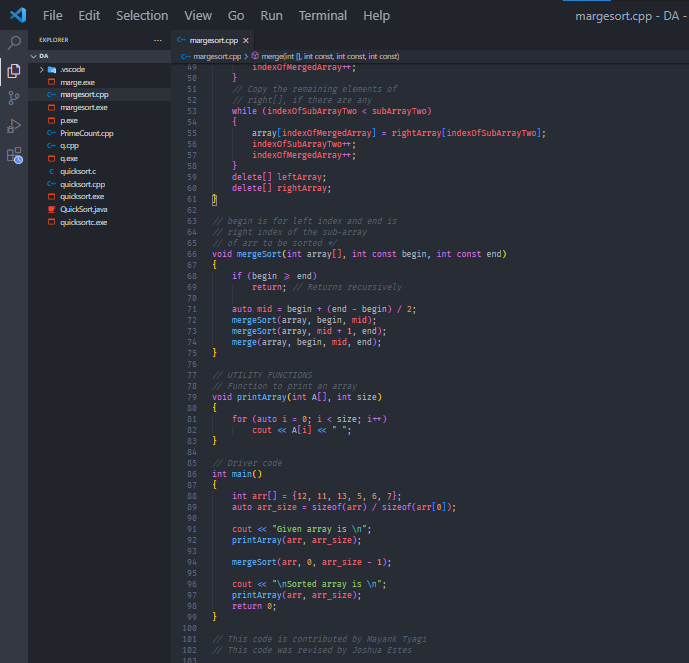 File Edit Selection View Go Run Terminal Help margesort.cpp - DA -
EXPLORER ...
DA
.vscode
marge.exe
margesort.cpp
margesort.exe
p.exe
PrimeCount.cpp
q.cpp
q.exe
quicksort.c
quicksort.cpp
quicksort.exe
QuickSort.java
quicksortc.exe
margesort.cpp ×
margesort.cpp > merge(int [], int const, int const, int const)
49 indexOfMergedArray++;
50 }
51 // Copy the remaining elements of
52 // right[], if there are any
53 while (indexOfSubArrayTwo < subArrayTwo)
54 {
55 array[indexOfMergedArray] = rightArray[indexOfSubArrayTwo];
56 indexOfSubArrayTwo++;
57 indexOfMergedArray++;
58 }
59 delete[] leftArray;
60 delete[] rightArray;
61 }
62
63 // begin is for left index and end is
64 // right index of the sub-array
65 // of arr to be sorted */
66 void mergeSort(int array[], int const begin, int const end)
67 {
68 if (begin >= end)
69 return; // Returns recursively
70
71 auto mid = begin + (end - begin) / 2;
72 mergeSort(array, begin, mid);
73 mergeSort(array, mid + 1, end);
74 merge(array, begin, mid, end);
75 }
76
77 // UTILITY FUNCTIONS
78 // Function to print an array
79 void printArray(int A[], int size)
80 {
81 for (auto i = 0; i < size; i++)
82 cout << A[i] << " ";
83 }
84
85 // Driver code
86 int main()
87 {
88 int arr[] = {12, 11, 13, 5, 6, 7};
89 auto arr_size = sizeof(arr) / sizeof(arr[0]);
90
91 cout << "Given array is \n";
92 printArray(arr, arr_size);
93
94 mergeSort(arr, 0, arr_size - 1);
95
96 cout << "\nSorted array is \n";
97 printArray(arr, arr_size);
98 return 0;
99 }
100
101 // This code is contributed by Mayank Tyagi
102 // This code was revised by Joshua Estes
103